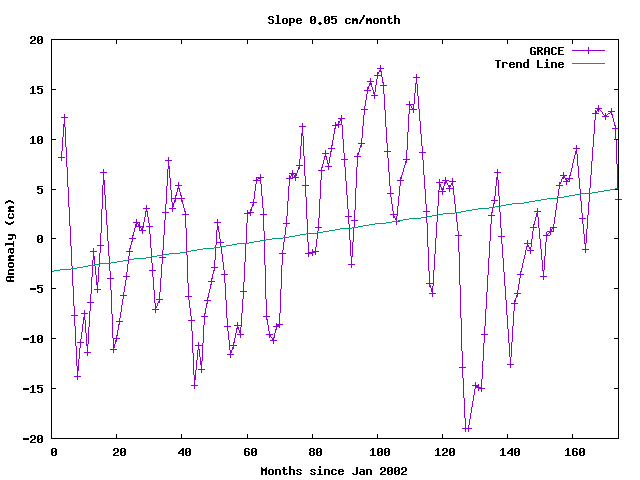 Slope 0.05 cm/month
GRACE
Trend Line
20
15
10
5
0
-5
-10
-15
-20
Anomaly (cm)
0 20 40 60 80 100 120 140 160
Months since Jan 2002